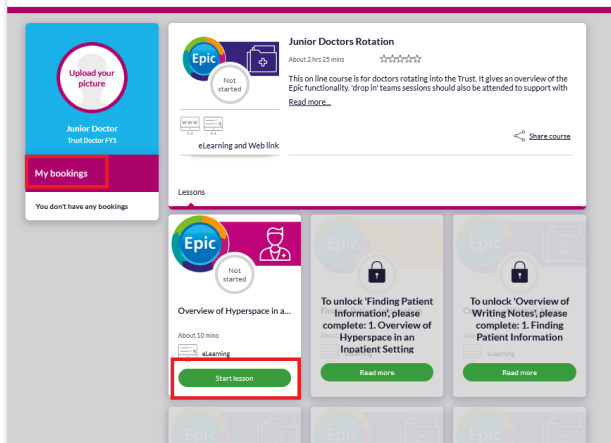 Upload your
picture
Junior Doctor
Trust Doctor FY1
My bookings
You don't have any bookings
Epic
Not
started
www
eLearning and Web link
Junior Doctors Rotation
About 2 hrs 25 mins
This on line course is for doctors rotating into the Trust. It gives an overview of the
Epic functionality. 'drop in' teams sessions should also be attended to support with
Read more...
Share course
Lessons
Epic
Not
started
Overview of Hyperspace in a...
About 10 mins
eLearning
Start lesson
Epic
To unlock 'Finding Patient
Information', please
complete: 1. Overview of
Hyperspace in an
Inpatient Setting
Read more
Epic
To unlock 'Overview of
Writing Notes', please
complete: 1. Finding
Patient Information
eLearning
Read more
Epic
Epic
Epic